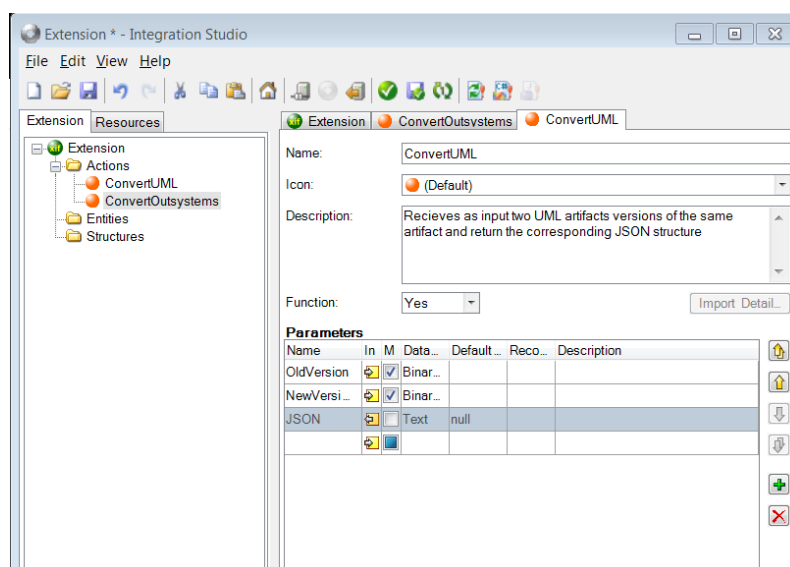 Extension * - Integration Studio
File Edit View Help
Extension Resources
Extension
Actions
ConvertUML
ConvertOutsystems
Entities
Structures
Extension ConvertOutsystems ConvertUML
Name: ConvertUML
Icon: (Default)
Description: Recieves as input two UML artifacts versions of the same
artifact and return the corresponding JSON structure
Function: Yes Import Detail...
Parameters
Name In M Data... Default ... Reco... Description
OldVersion Binar...
NewVersi... Binar...
JSON Text null